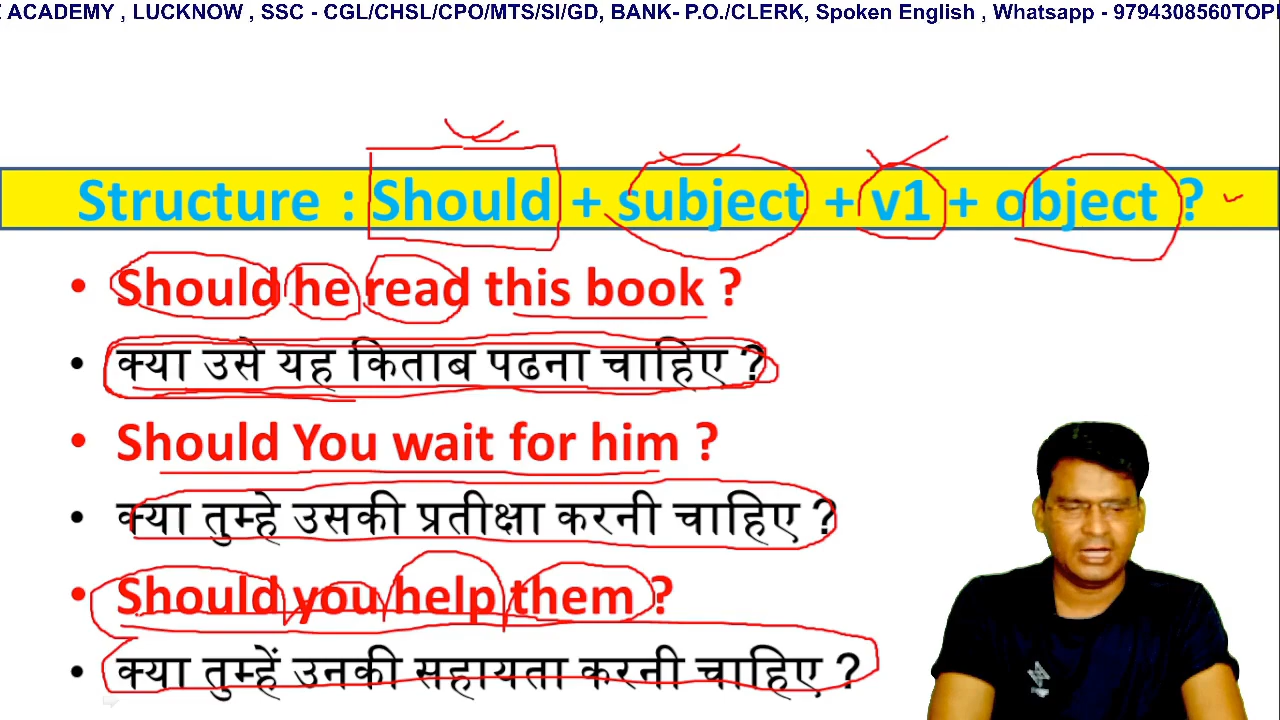 ACADEMY , LUCKNOW , SSC - CGL/CHSL/CPO/MTS/SI/GD, BANK- P.O./CLERK, Spoken English , Whatsapp - 9794308560TOP
Structure : Should + subject + v1 + object ?
• Should he read this book ?
• क्या उसे यह किताब पढना चाहिए ?
• Should You wait for him ?
• क्या तुम्हे उसकी प्रतीक्षा करनी चाहिए ?
• Should you help them ?
• क्या तुम्हें उनकी सहायता करनी चाहिए ?